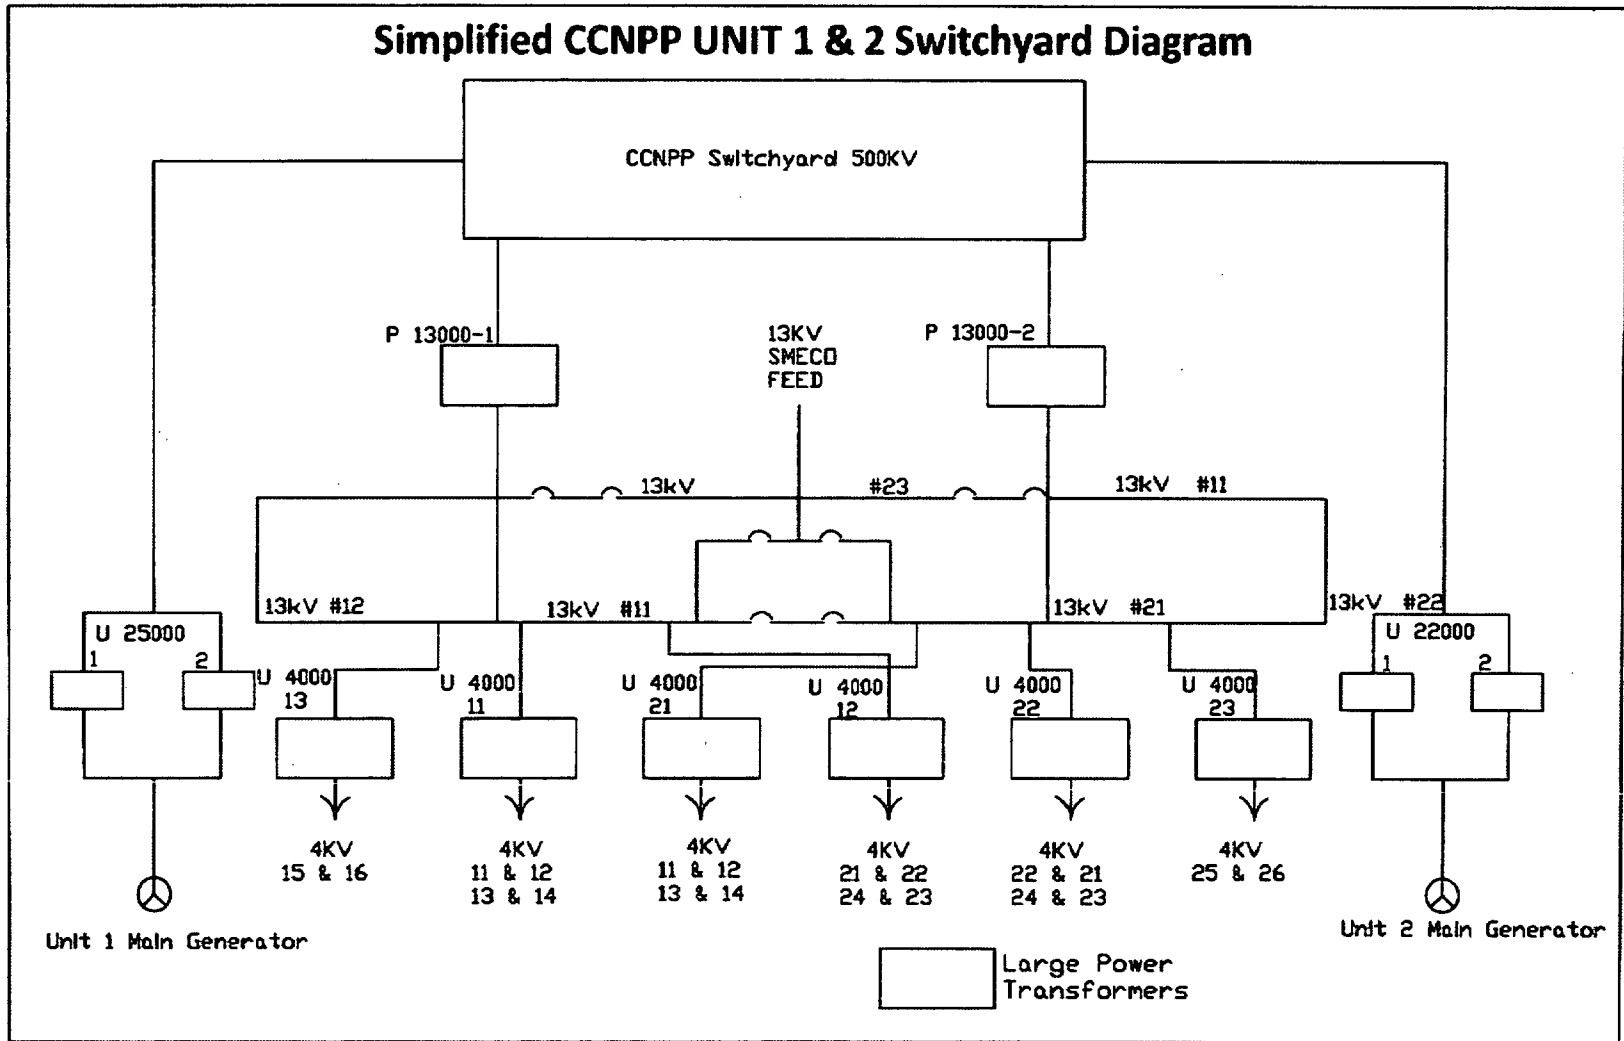 Simplified CCNPP UNIT 1 & 2 Switchyard Diagram
CCNPP Switchyard 500KV
P 13000-1
13KV
SMECO
FEED
P 13000-2
13kV #23
13kV #11
13kV #12
13kV #11
13kV #21
13kV #22
U 25000
1 2
U 22000
1 2
U 4000
13
U 4000
11
U 4000
21
U 4000
12
U 4000
22
U 4000
23
4KV
15 & 16
4KV
11 & 12
13 & 14
4KV
11 & 12
13 & 14
4KV
21 & 22
24 & 23
4KV
22 & 21
24 & 23
4KV
25 & 26
Unit 1 Main Generator
Unit 2 Main Generator
Large Power
Transformers